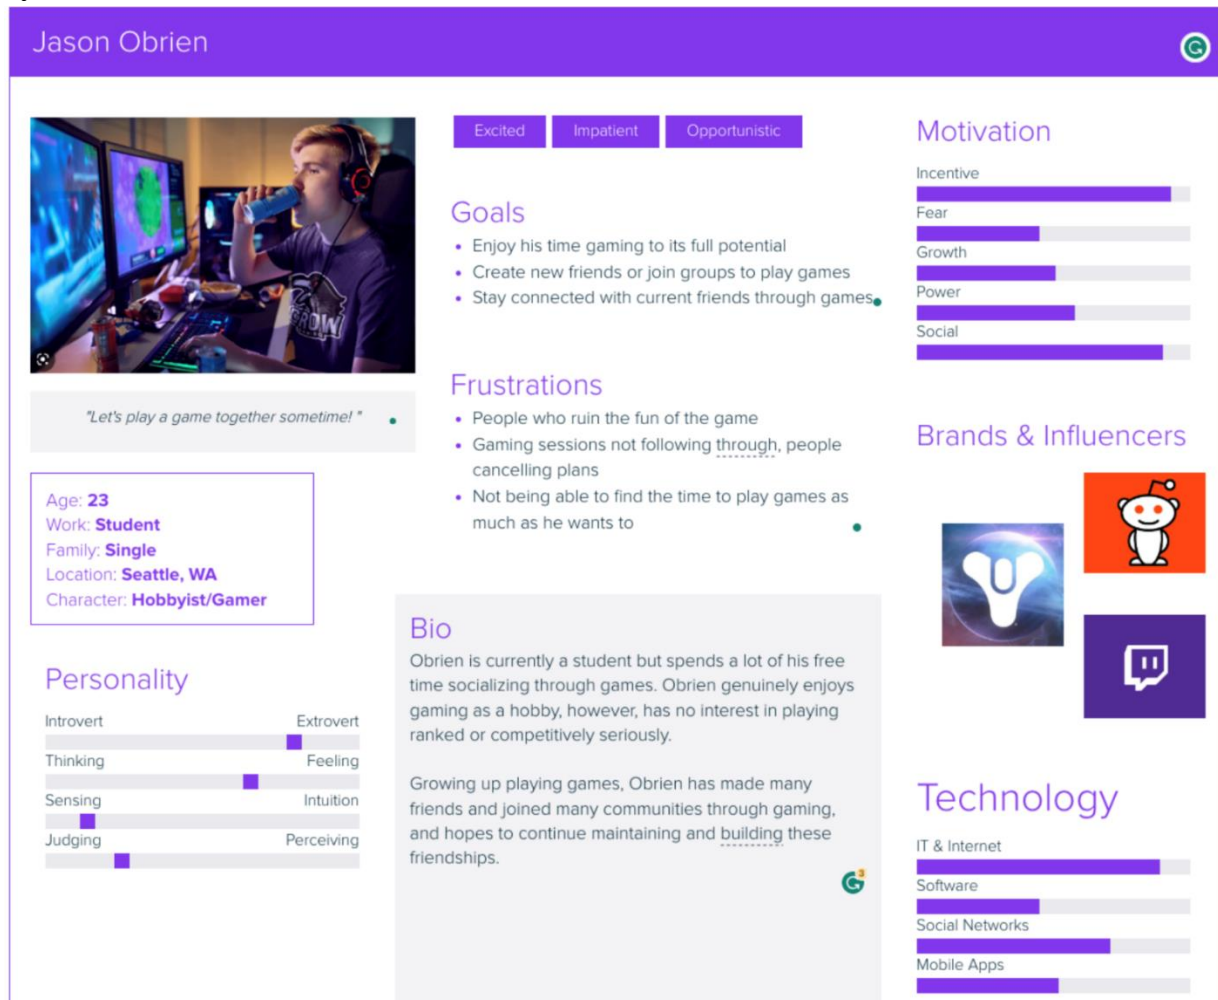 Jason Obrien
Excited
Impatient
Opportunistic
Goals
• Enjoy his time gaming to its full potential
• Create new friends or join groups to play games
• Stay connected with current friends through games
"Let's play a game together sometime! "
Frustrations
• People who ruin the fun of the game
• Gaming sessions not following through, people
cancelling plans
• Not being able to find the time to play games as
much as he wants to
Age: 23
Work: Student
Family: Single
Location: Seattle, WA
Character: Hobbyist/Gamer
Personality
Introvert Extrovert
Thinking Feeling
Sensing Intuition
Judging Perceiving
Bio
Obrien is currently a student but spends a lot of his free
time socializing through games. Obrien genuinely enjoys
gaming as a hobby, however, has no interest in playing
ranked or competitively seriously.
Growing up playing games, Obrien has made many
friends and joined many communities through gaming,
and hopes to continue maintaining and building these
friendships.
3
Motivation
Incentive
Fear
Growth
Power
Social
Brands & Influencers
Technology
IT & Internet
Software
Social Networks
Mobile Apps